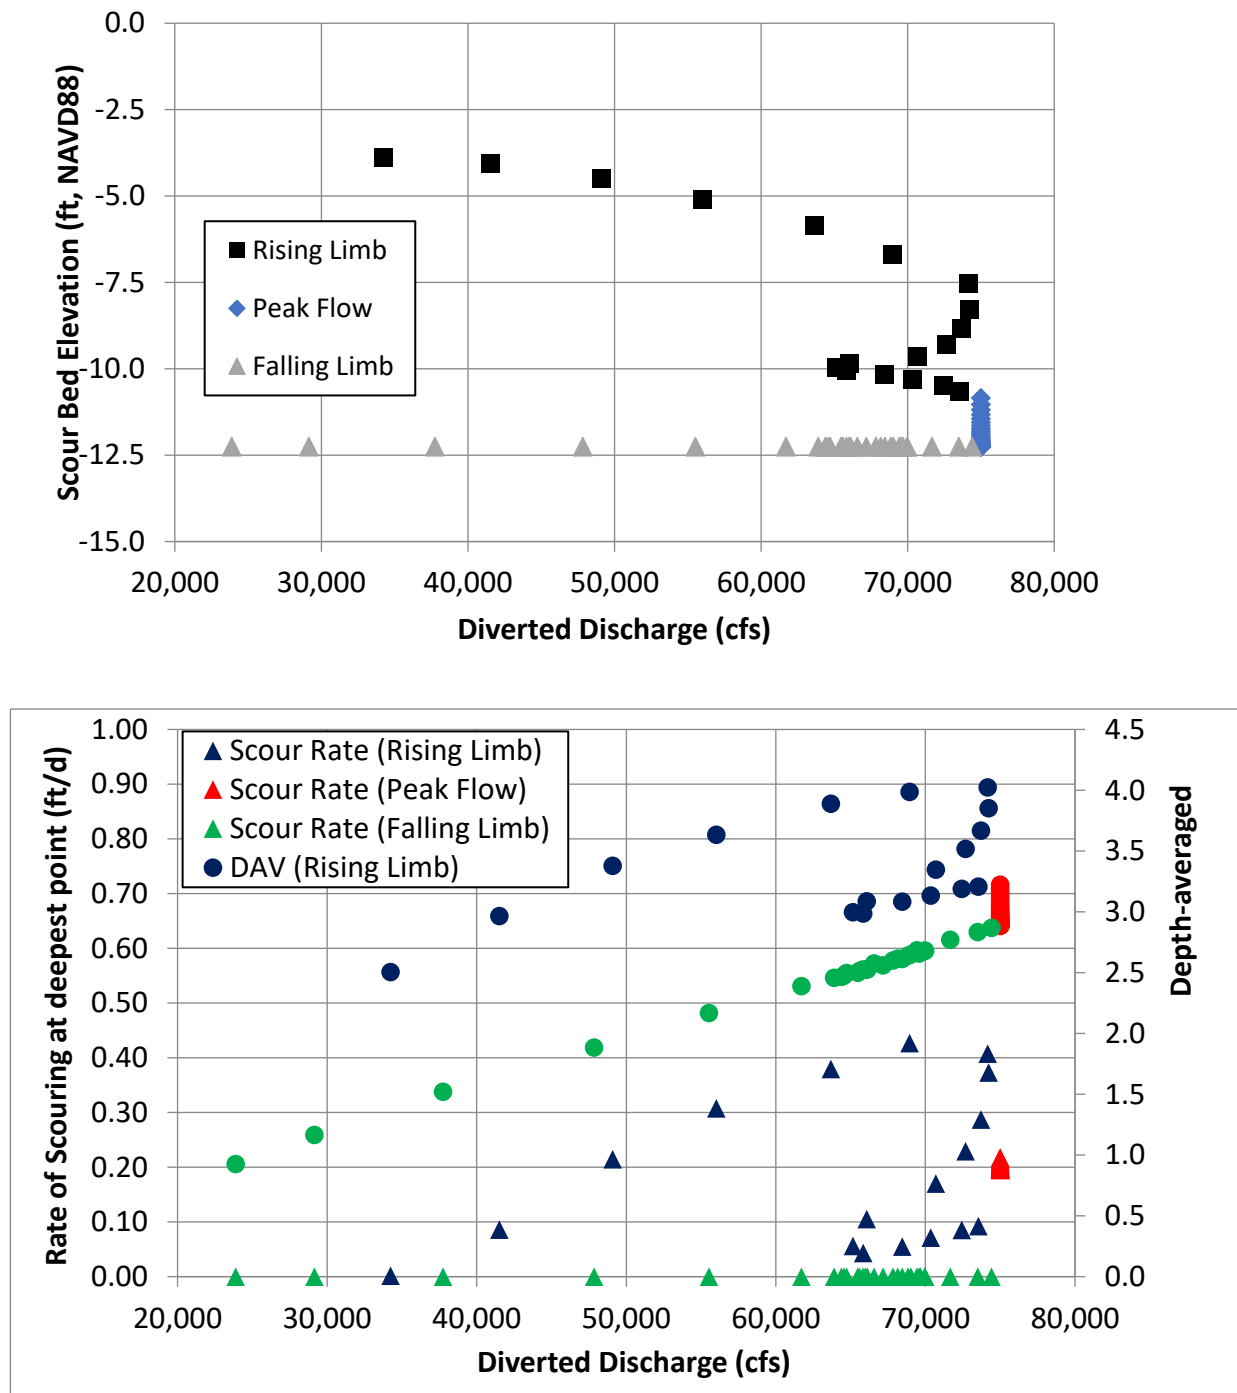 0.0
-2.5
-5.0
-7.5
-10.0
-12.5
-15.0
Scour Bed Elevation (ft, NAVD88)
Rising Limb
Peak Flow
Falling Limb
20,000 30,000 40,000 50,000 60,000 70,000 80,000
Diverted Discharge (cfs)
1.00
0.90
0.80
0.70
0.60
0.50
0.40
0.30
0.20
0.10
0.00
Rate of Scouring at deepest point (ft/d)
Scour Rate (Rising Limb)
Scour Rate (Peak Flow)
Scour Rate (Falling Limb)
DAV (Rising Limb)
4.5
4.0
3.5
3.0
2.5
2.0
1.5
1.0
0.5
0.0
Depth-averaged
20,000 30,000 40,000 50,000 60,000 70,000 80,000
Diverted Discharge (cfs)